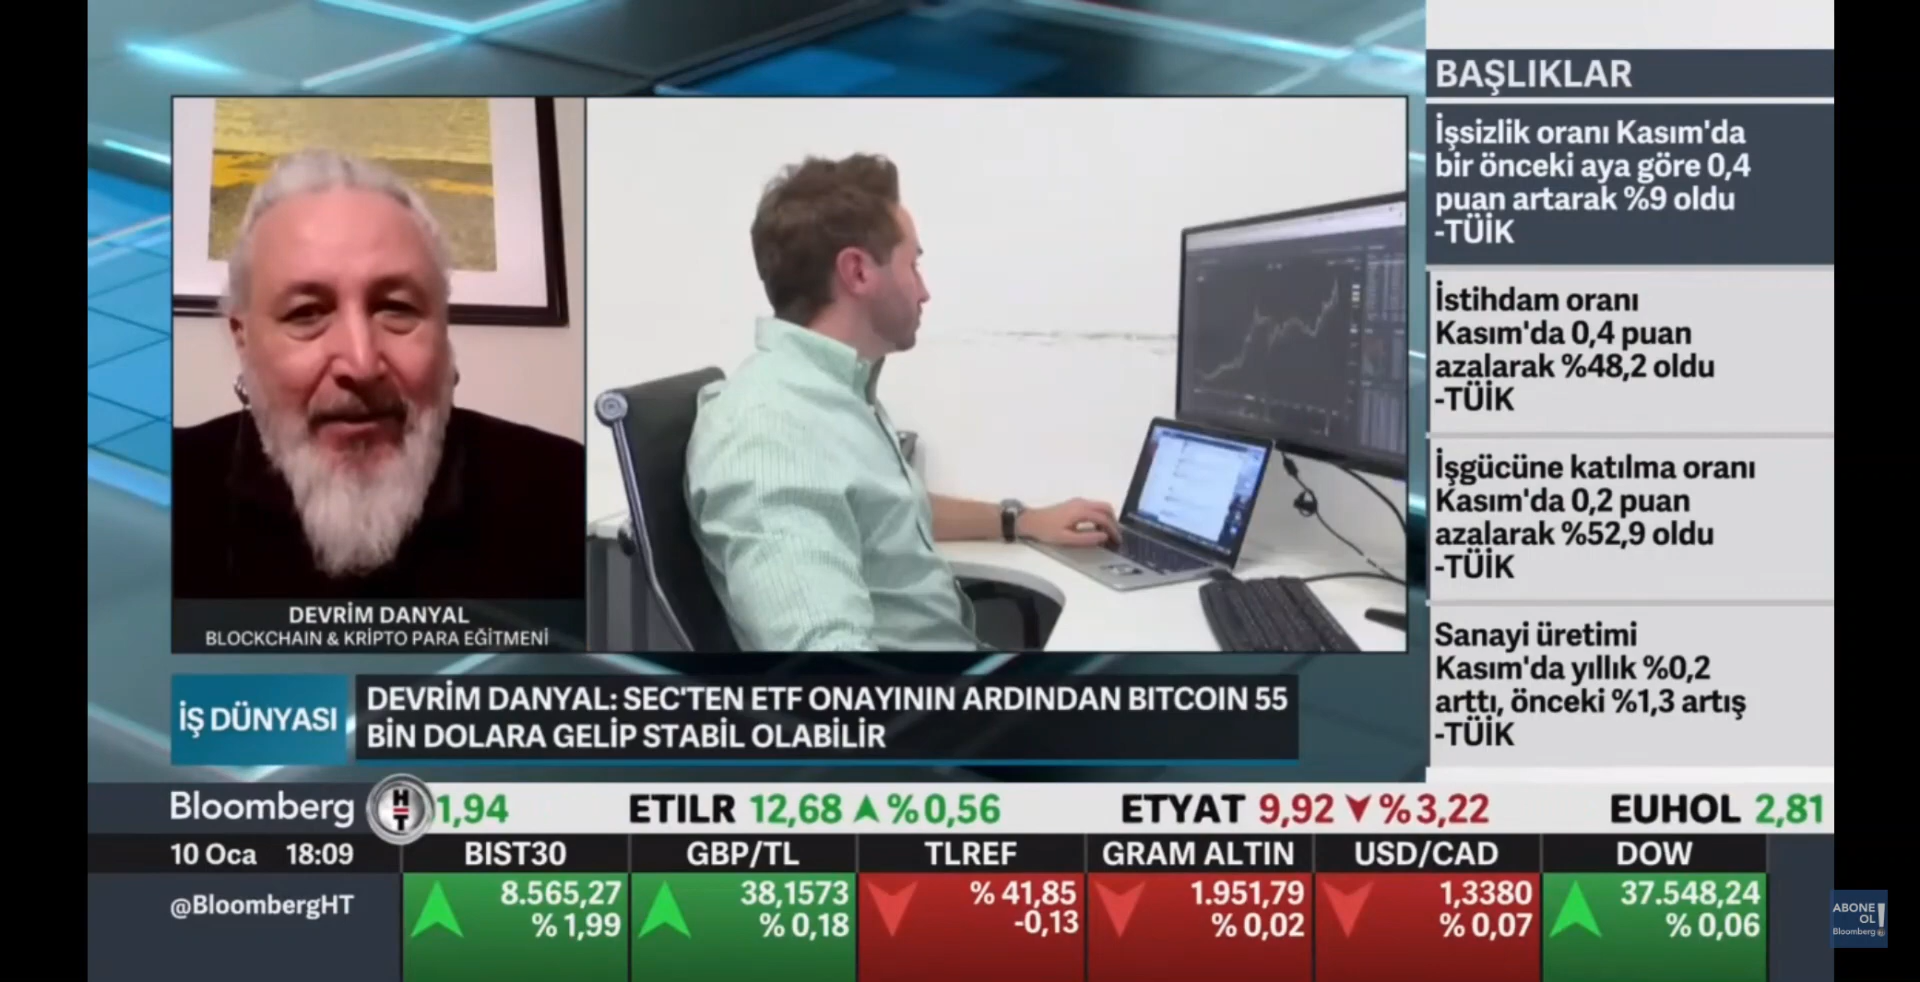 BAŞLIKLAR
İşsizlik oranı Kasım'da
bir önceki aya göre 0,4
puan artarak %9 oldu
-TÜİK
İstihdam oranı
Kasım'da 0,4 puan
azalarak %48,2 oldu
-TÜİK
İşgücüne katılma oranı
Kasım'da 0,2 puan
azalarak %52,9 oldu
-TÜİK
Sanayi üretimi
Kasım'da yıllık %0,2
arttı, önceki %1,3 artış
-TÜİK
DEVRİM DANYAL
BLOCKCHAIN & KRİPTO PARA EĞİTMENİ
İŞ DÜNYASI
DEVRİM DANYAL: SEC'TEN ETF ONAYININ ARDINDAN BITCOIN 55
BİN DOLARA GELİP STABİL OLABİLİR
Bloomberg HT 1,94 ETILR 12,68 %0,56 ETYAT 9,92 %3,22 EUHOL 2,81
10 Oca 18:09 BIST30 GBP/TL TLREF GRAM ALTIN USD/CAD DOW
@BloombergHT 8.565,27 38,1573 % 41,85 1.951,79 1,3380 37.548,24
% 1,99 % 0,18 -0,13 % 0,02 % 0,07 % 0,06
ABONE
OL!
Bloomberg